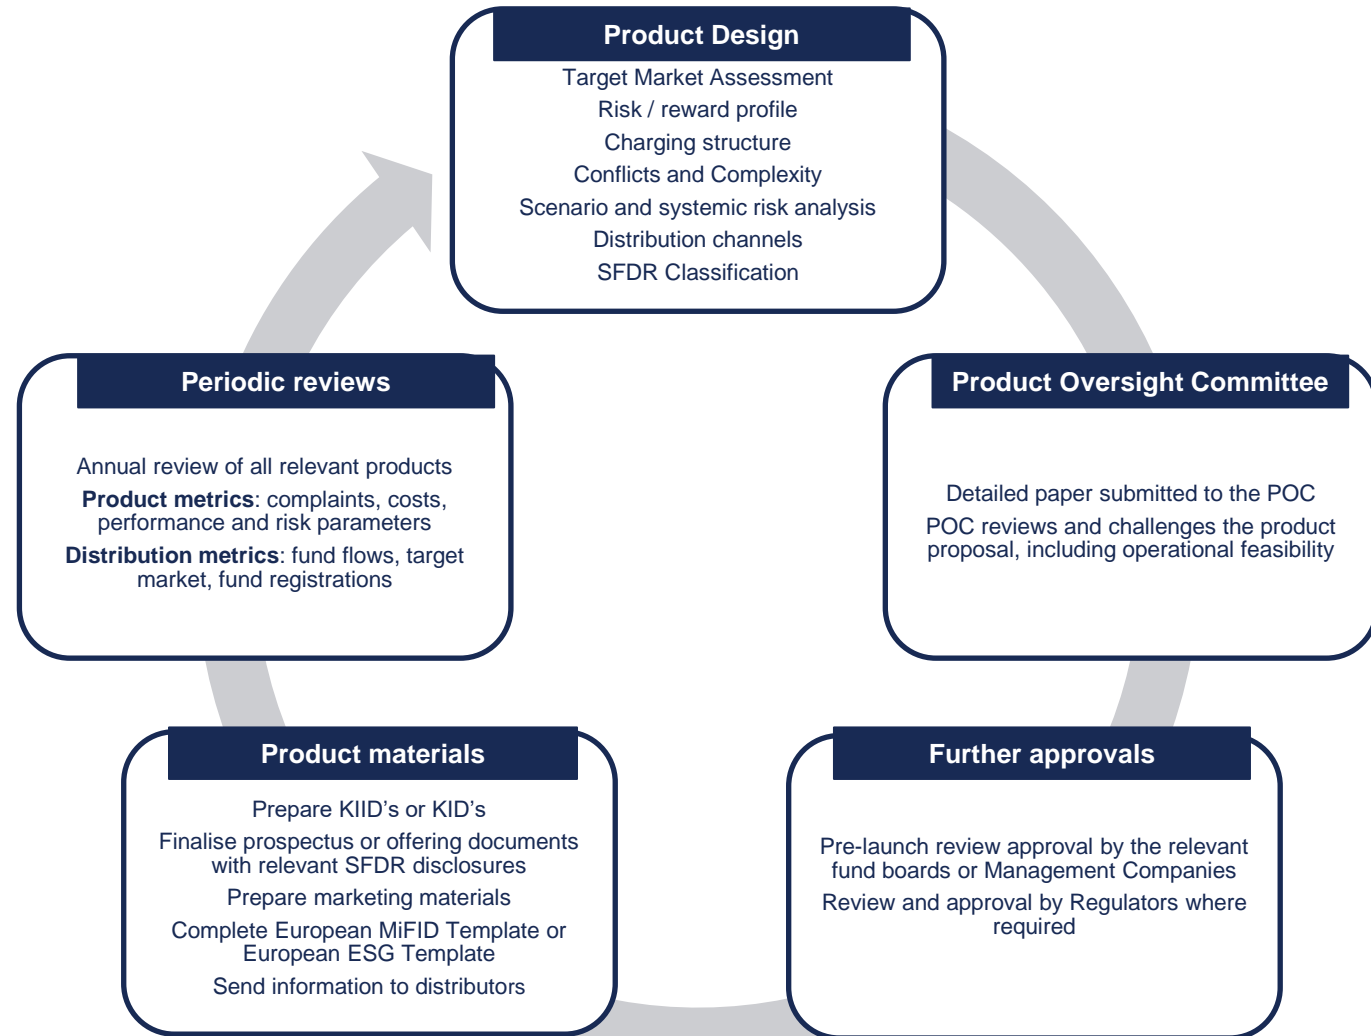 Product Design
Target Market Assessment
Risk / reward profile
Charging structure
Conflicts and Complexity
Scenario and systemic risk analysis
Distribution channels
SFDR Classification
Product Oversight Committee
Detailed paper submitted to the POC
POC reviews and challenges the product
proposal, including operational feasibility
Further approvals
Pre-launch review approval by the relevant
fund boards or Management Companies
Review and approval by Regulators where
required
Product materials
Prepare KIID's or KID's
Finalise prospectus or offering documents
with relevant SFDR disclosures
Prepare marketing materials
Complete European MiFID Template or
European ESG Template
Send information to distributors
Periodic reviews
Annual review of all relevant products
Product metrics: complaints, costs,
performance and risk parameters
Distribution metrics: fund flows, target
market, fund registrations